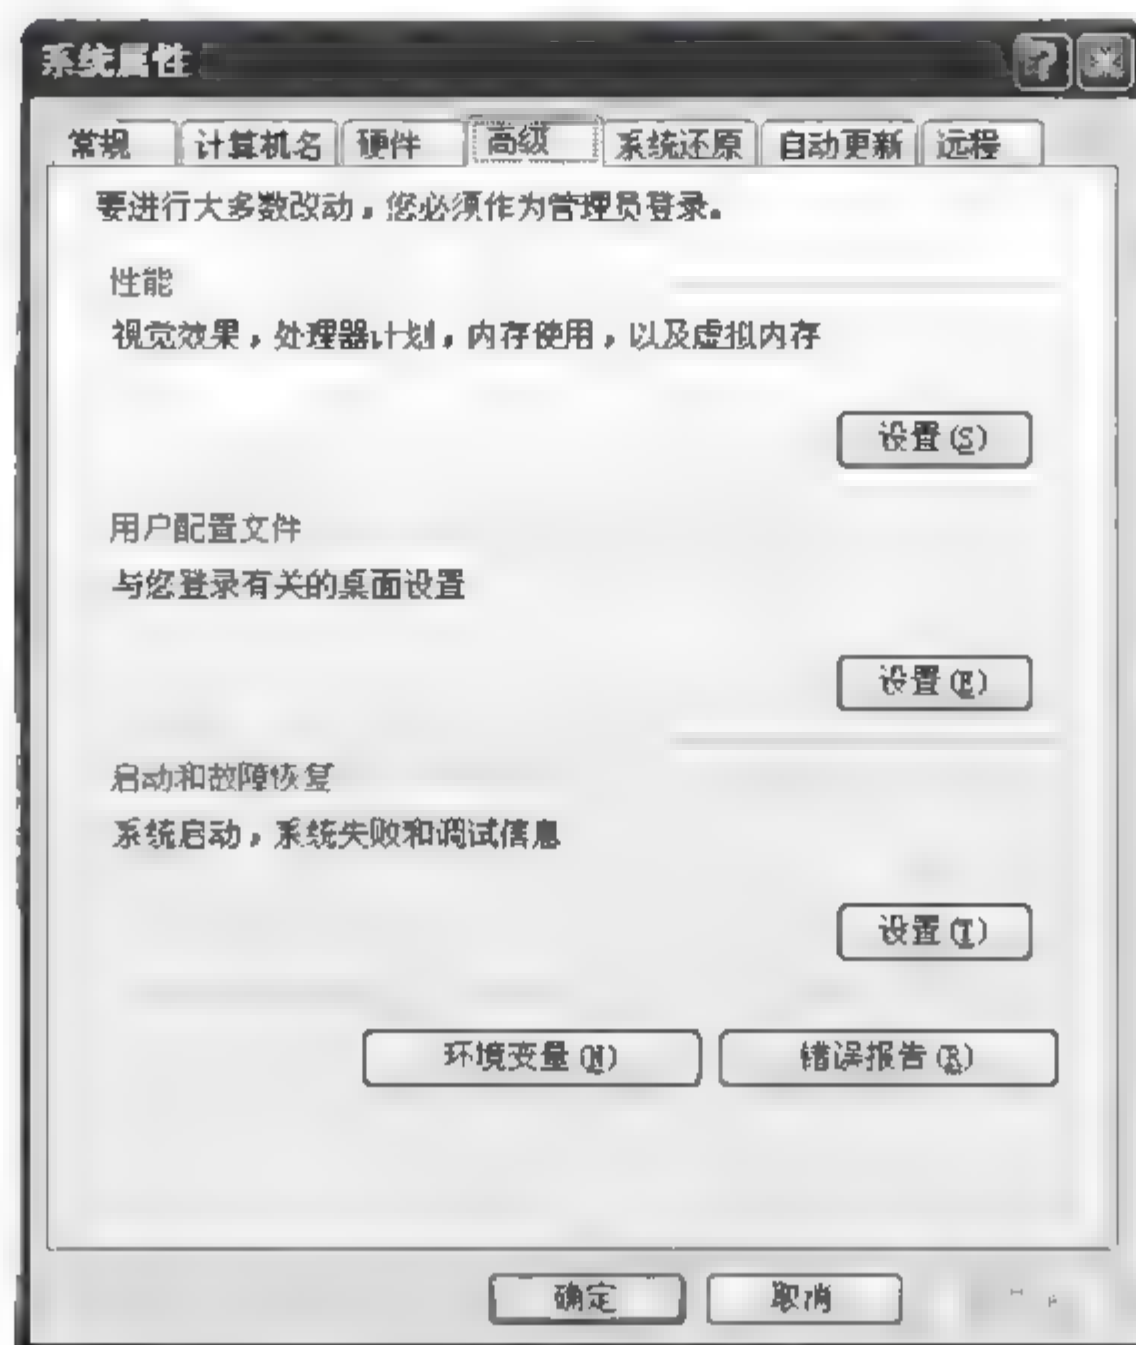 系统属性
常规 计算机名 硬件 高级 系统还原 自动更新 远程
要进行大多数改动，您必须作为管理员登录。
性能
视觉效果，处理器计划，内存使用，以及虚拟内存
设置(S)
用户配置文件
与您登录有关的桌面设置
设置(E)
启动和故障恢复
系统启动，系统失败和调试信息
设置(T)
环境变量(N) 错误报告(R)
确定 取消